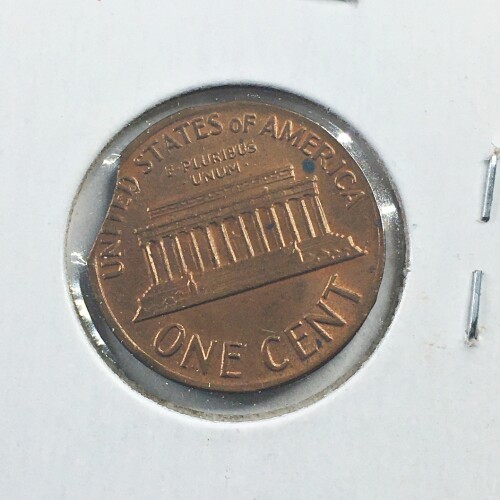 UNITED STATES OF AMERICA
E·PLURIBUS
·UNUM·
ONE CENT